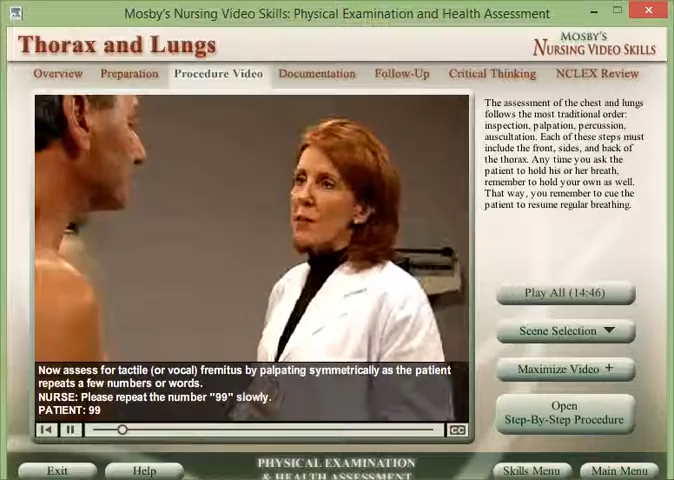 Mosby's Nursing Video Skills: Physical Examination and Health Assessment
Thorax and Lungs
MOSBY'S
NURSING VIDEO SKILLS
Overview
Preparation
Procedure Video
Documentation
Follow-Up
Critical Thinking
NCLEX Review
The assessment of the chest and lungs
follows the most traditional order:
inspection, palpation, percussion,
auscultation. Each of these steps must
include the front, sides, and back of
the thorax. Any time you ask the
patient to hold his or her breath,
remember to hold your own as well.
That way, you remember to cue the
patient to resume regular breathing.
Now assess for tactile (or vocal) fremitus by palpating symmetrically as the patient
repeats a few numbers or words.
NURSE: Please repeat the number "99" slowly.
PATIENT: 99
CC
Play All (14:46)
Scene Selection
Maximize Video +
Open
Step-By-Step Procedure
Exit
Help
PHYSICAL EXAMINATION
& HEALTH ASSESSMENT
Skills Menu
Main Menu